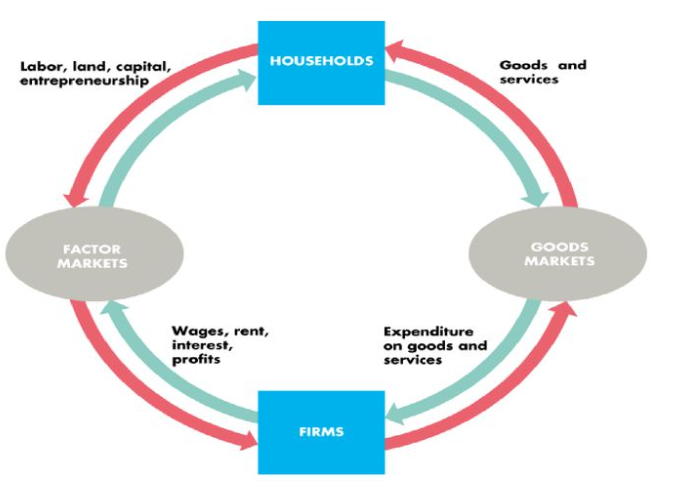 HOUSEHOLDS
Labor, land, capital,
entrepreneurship
Goods and
services
FACTOR
MARKETS
GOODS
MARKETS
Wages, rent,
interest,
profits
Expenditure
on goods and
services
FIRMS